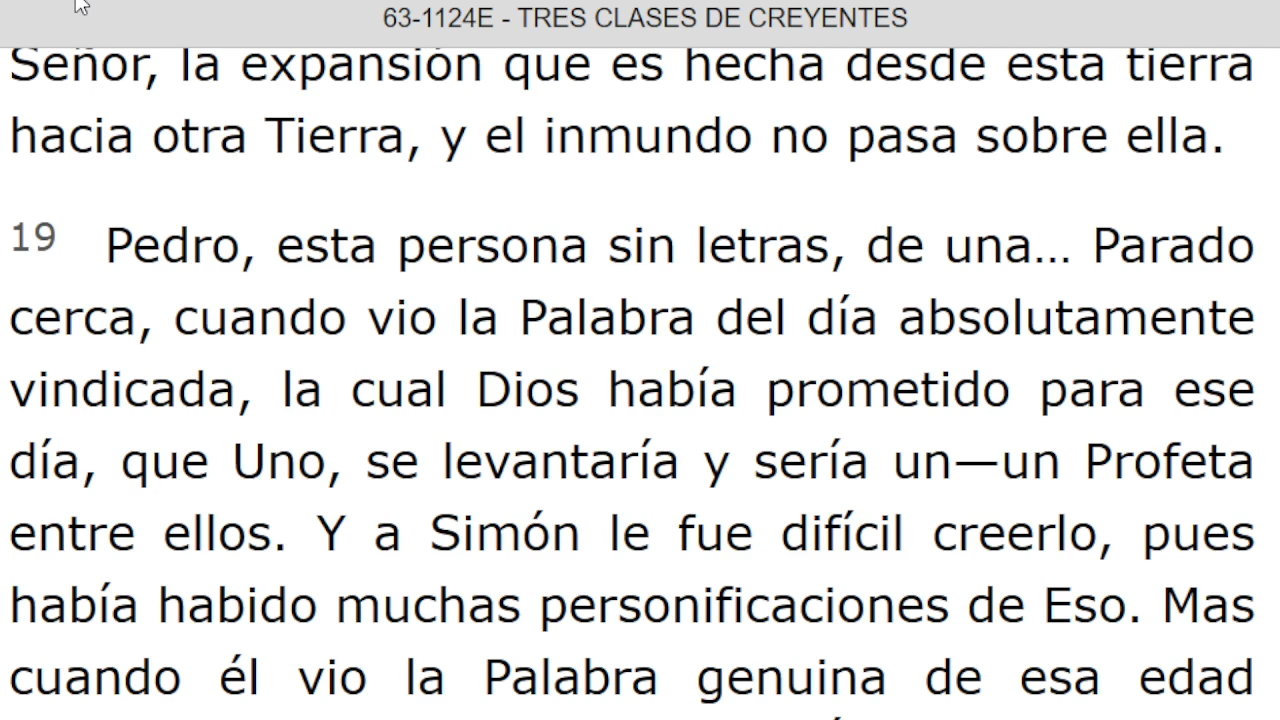 63-1124E - TRES CLASES DE CREYENTES
Señor, la expansión que es hecha desde esta tierra
hacia otra Tierra, y el inmundo no pasa sobre ella.
19 Pedro, esta persona sin letras, de una... Parado
cerca, cuando vio la Palabra del día absolutamente
vindicada, la cual Dios había prometido para ese
día, que Uno, se levantaría y sería un—un Profeta
entre ellos. Y a Simón le fue difícil creerlo, pues
había habido muchas personificaciones de Eso. Mas
cuando él vio la Palabra genuina de esa edad